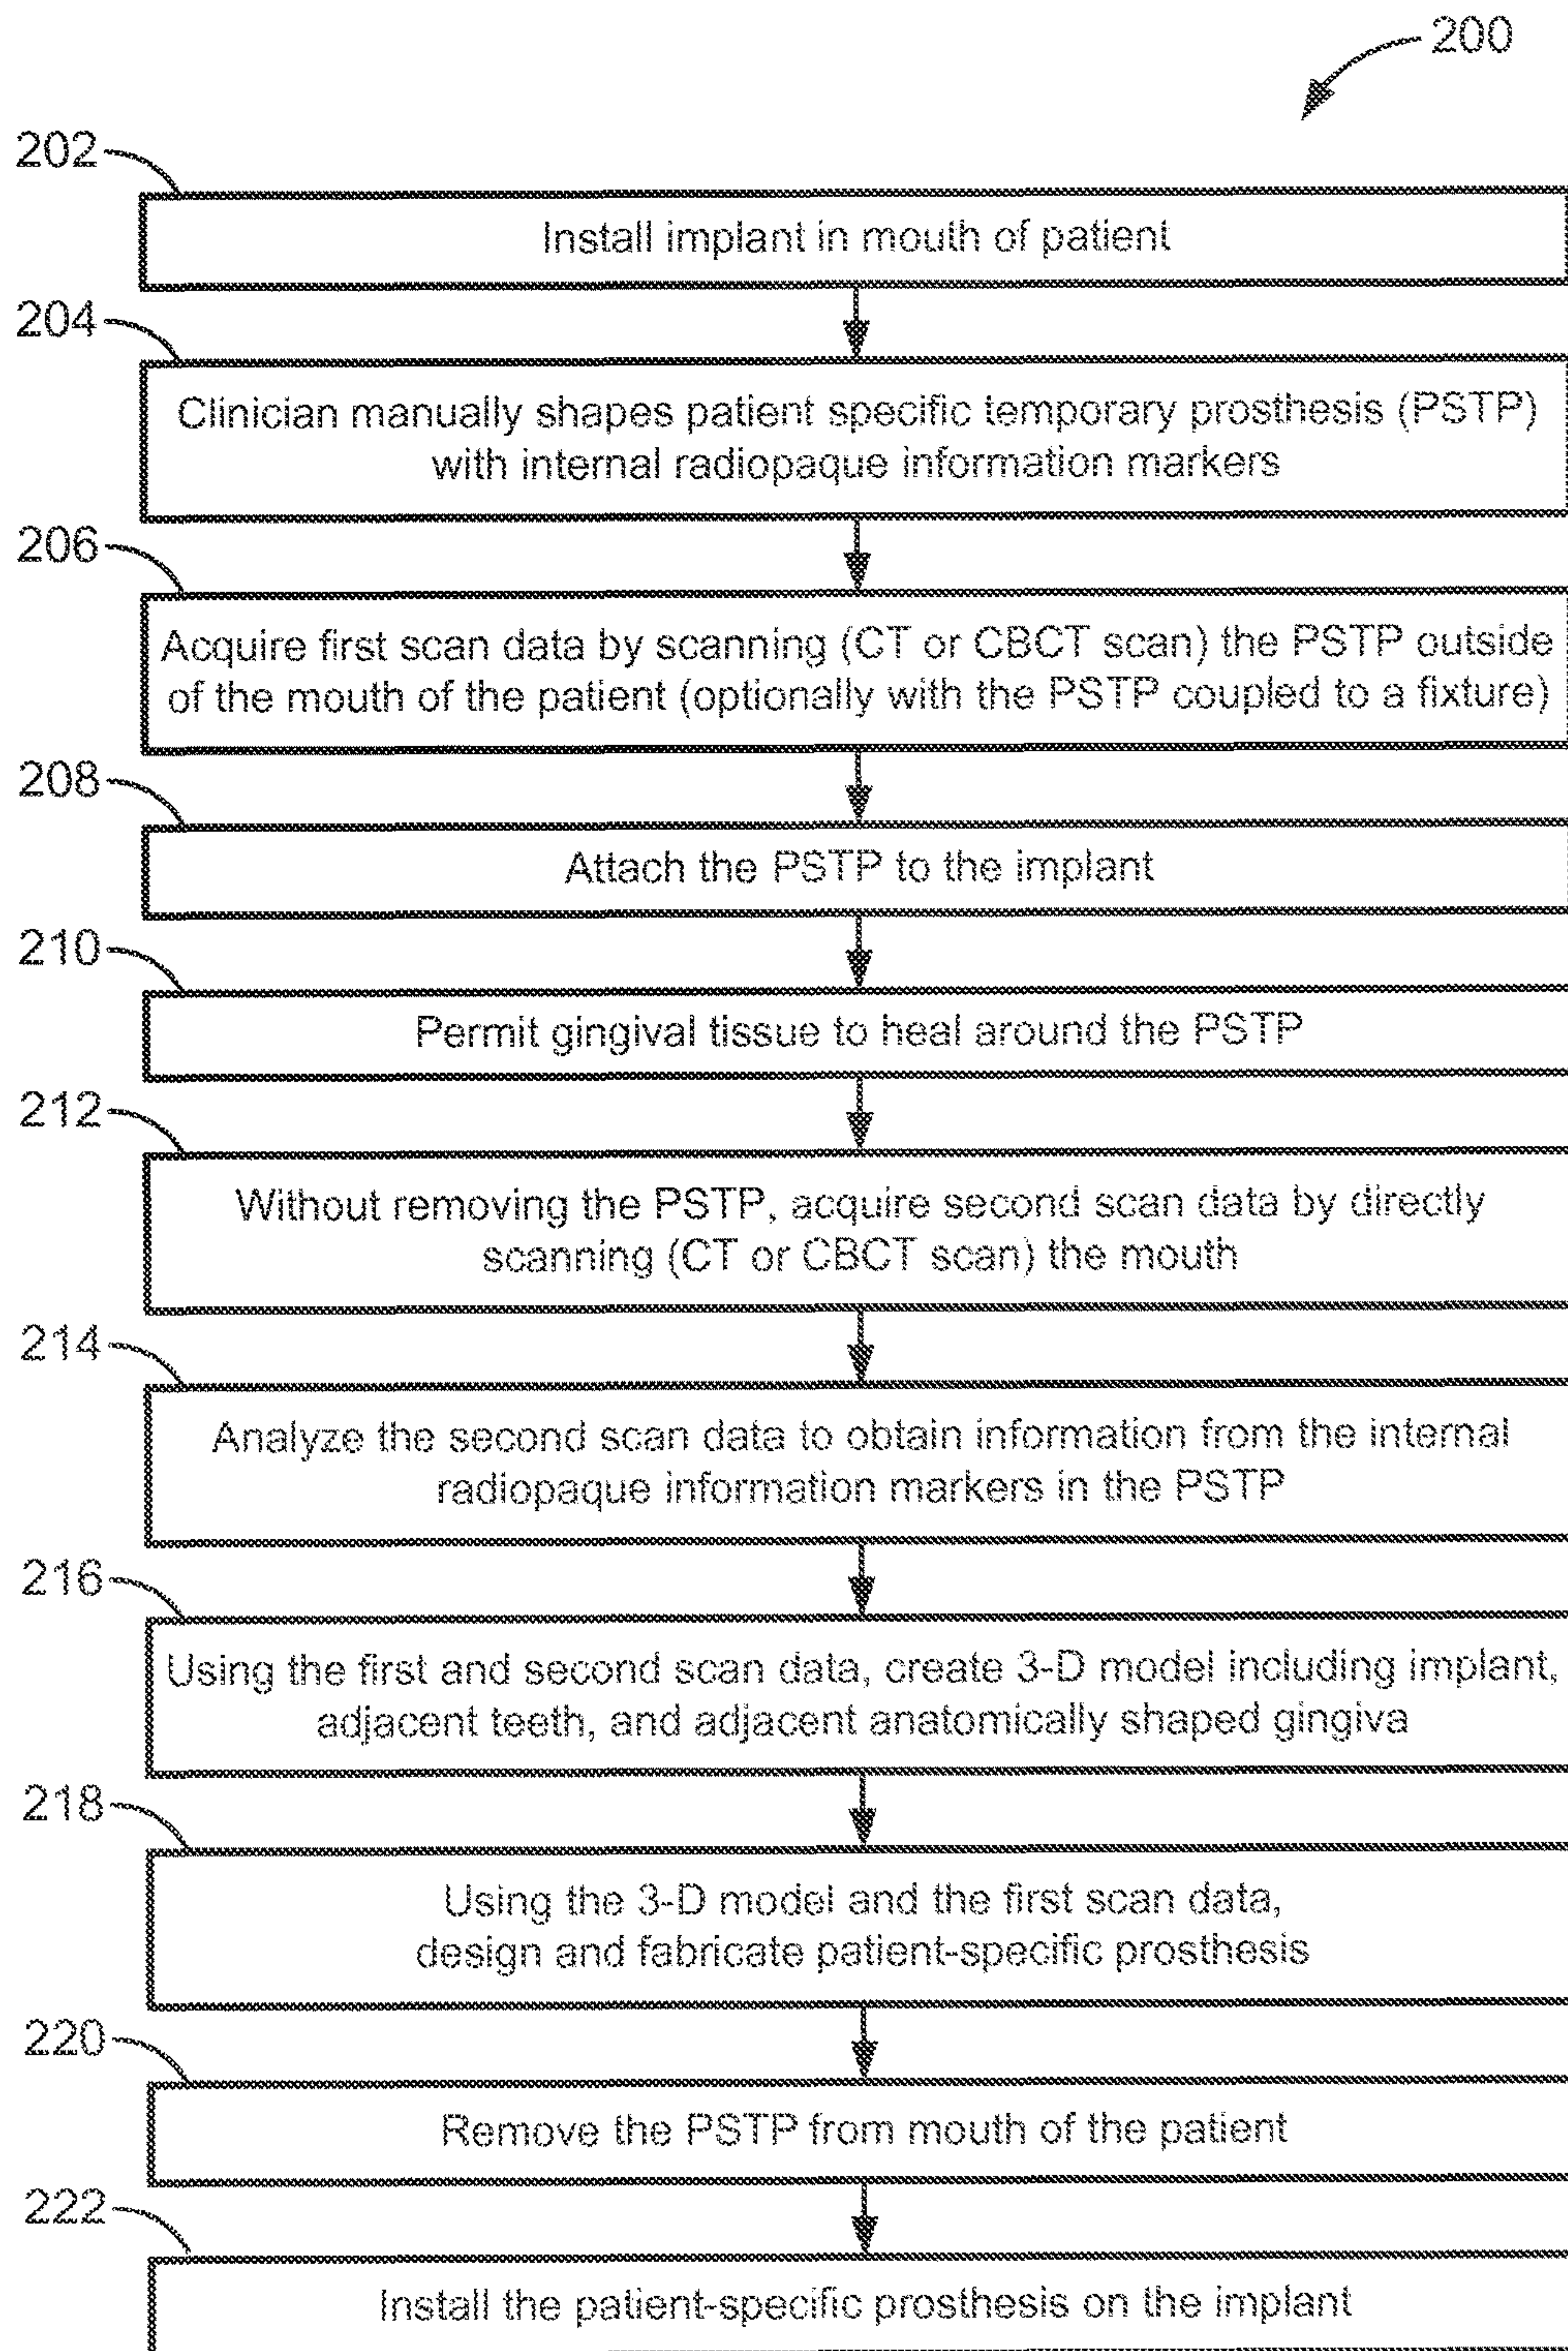 200
202
Install implant in mouth of patient
204
Clinician manually shapes patient specific temporary prosthesis (PSTP)
with internal radiopaque information markers
206
Acquire first scan data by scanning (CT or CBCT scan) the PSTP outside
of the mouth of the patient (optionally with the PSTP coupled to a fixture)
208
Attach the PSTP to the implant
210
Permit gingival tissue to heal around the PSTP
212
Without removing the PSTP, acquire second scan data by directly
scanning (CT or CBCT scan) the mouth
214
Analyze the second scan data to obtain information from the internal
radiopaque information markers in the PSTP
216
Using the first and second scan data, create 3-D model including implant,
adjacent teeth, and adjacent anatomically shaped gingiva
218
Using the 3-D model and the first scan data,
design and fabricate patient-specific prosthesis
220
Remove the PSTP from mouth of the patient
222
Install the patient-specific prosthesis on the implant